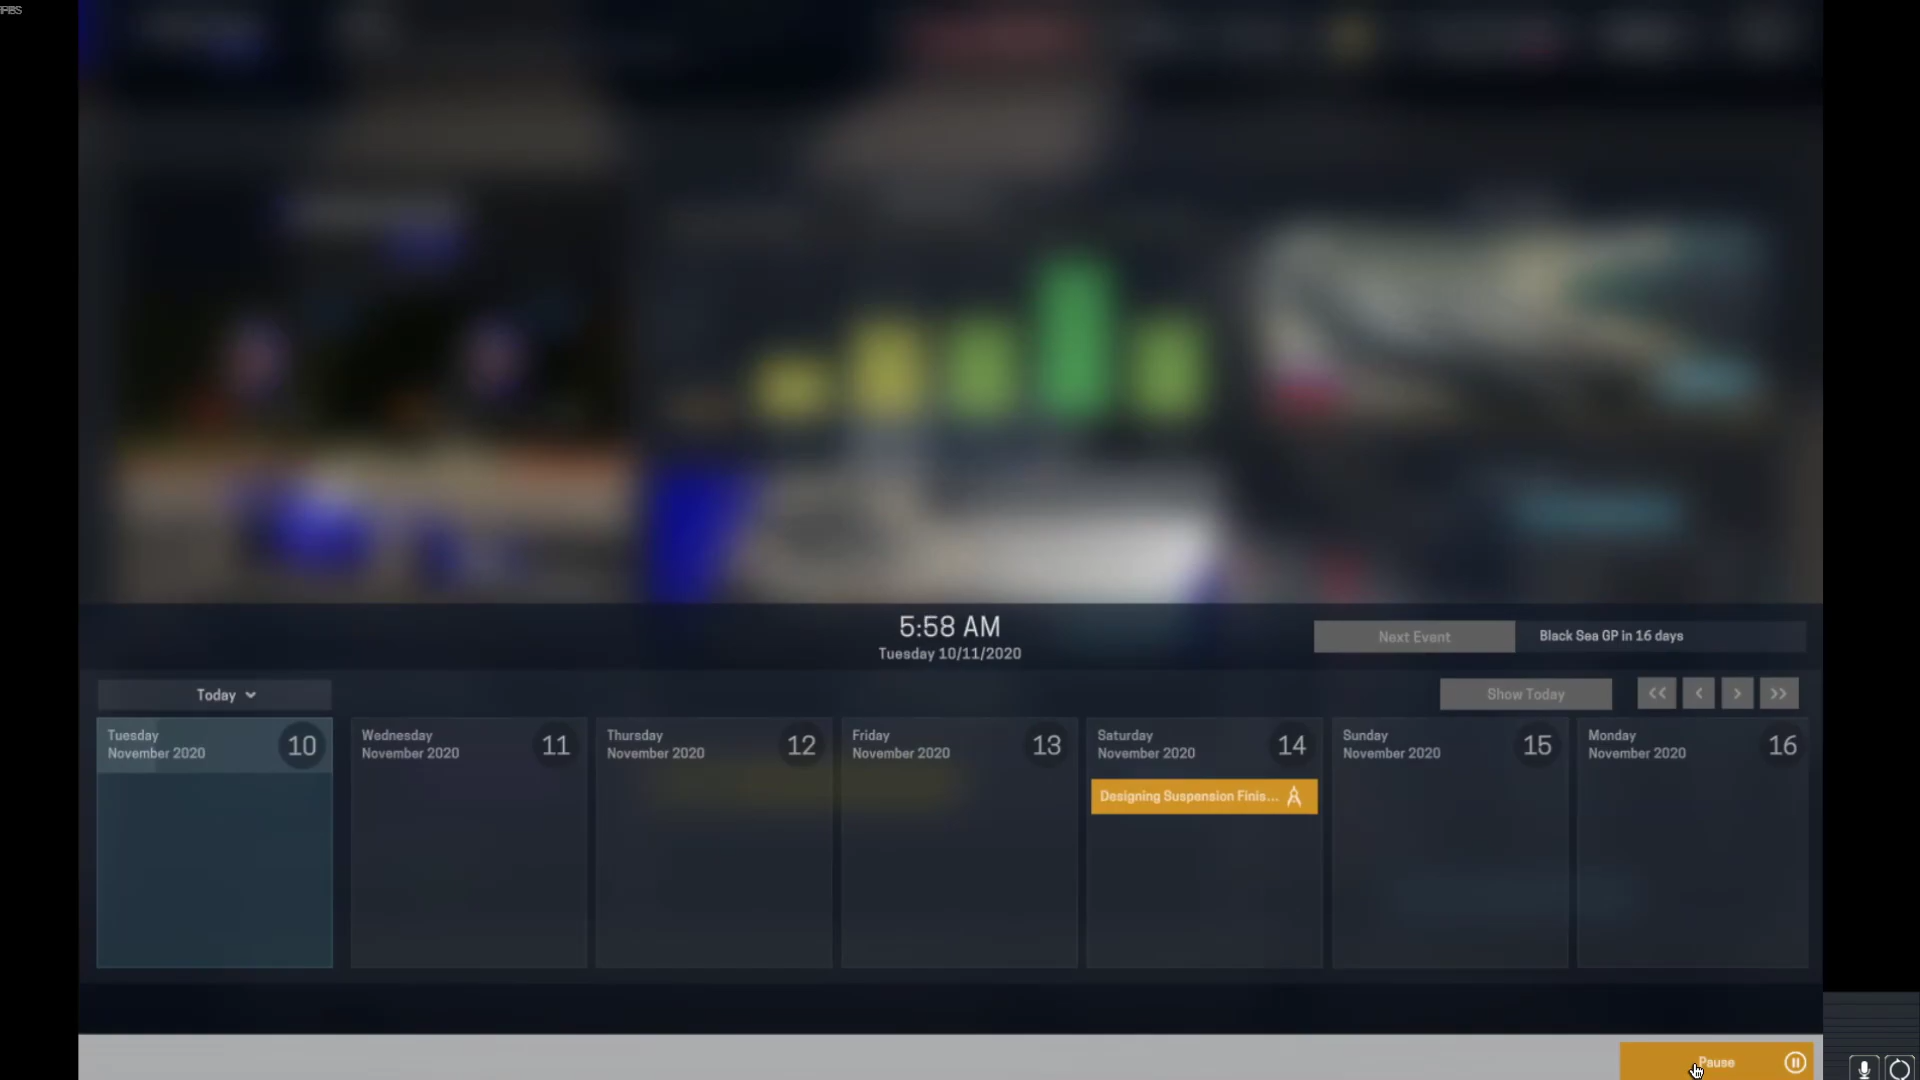 FPS
5:58 AM
Tuesday 10/11/2020
Next Event
Black Sea GP in 16 days
Today
Show Today
<< < > >>
Tuesday
November 2020
10
Wednesday
November 2020
11
Thursday
November 2020
12
Friday
November 2020
13
Saturday
November 2020
14
Designing Suspension Finis...
Sunday
November 2020
15
Monday
November 2020
16
Pause